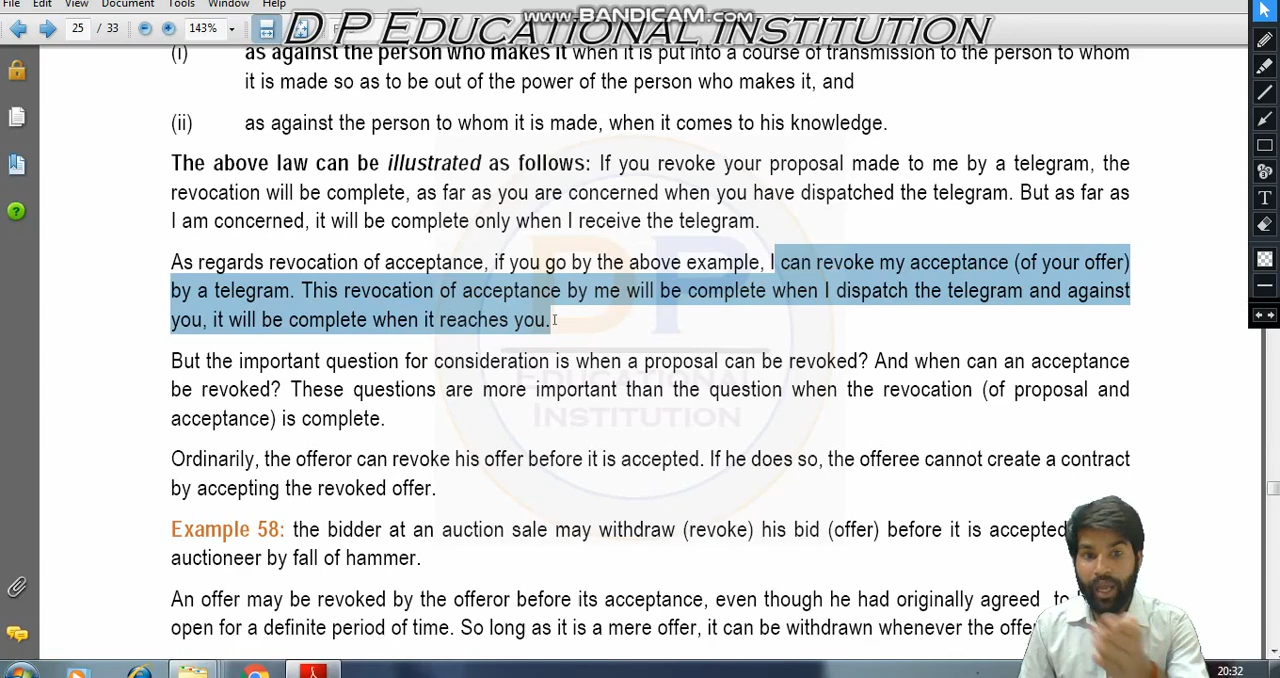 File Edit View Document Tools Window Help
www.BANDICAM.com
D P EDUCATIONAL INSTITUTION
25 / 33 143%
(i) as against the person who makes it when it is put into a course of transmission to the person to whom
it is made so as to be out of the power of the person who makes it, and
(ii) as against the person to whom it is made, when it comes to his knowledge.
The above law can be illustrated as follows: If you revoke your proposal made to me by a telegram, the
revocation will be complete, as far as you are concerned when you have dispatched the telegram. But as far as
I am concerned, it will be complete only when I receive the telegram.
As regards revocation of acceptance, if you go by the above example, I can revoke my acceptance (of your offer)
by a telegram. This revocation of acceptance by me will be complete when I dispatch the telegram and against
you, it will be complete when it reaches you.
But the important question for consideration is when a proposal can be revoked? And when can an acceptance
be revoked? These questions are more important than the question when the revocation (of proposal and
acceptance) is complete.
Ordinarily, the offeror can revoke his offer before it is accepted. If he does so, the offeree cannot create a contract
by accepting the revoked offer.
Example 58: the bidder at an auction sale may withdraw (revoke) his bid (offer) before it is accepted
auctioneer by fall of hammer.
An offer may be revoked by the offeror before its acceptance, even though he had originally agreed to
open for a definite period of time. So long as it is a mere offer, it can be withdrawn whenever the
DP
EDUCATIONAL
INSTITUTION
20:32